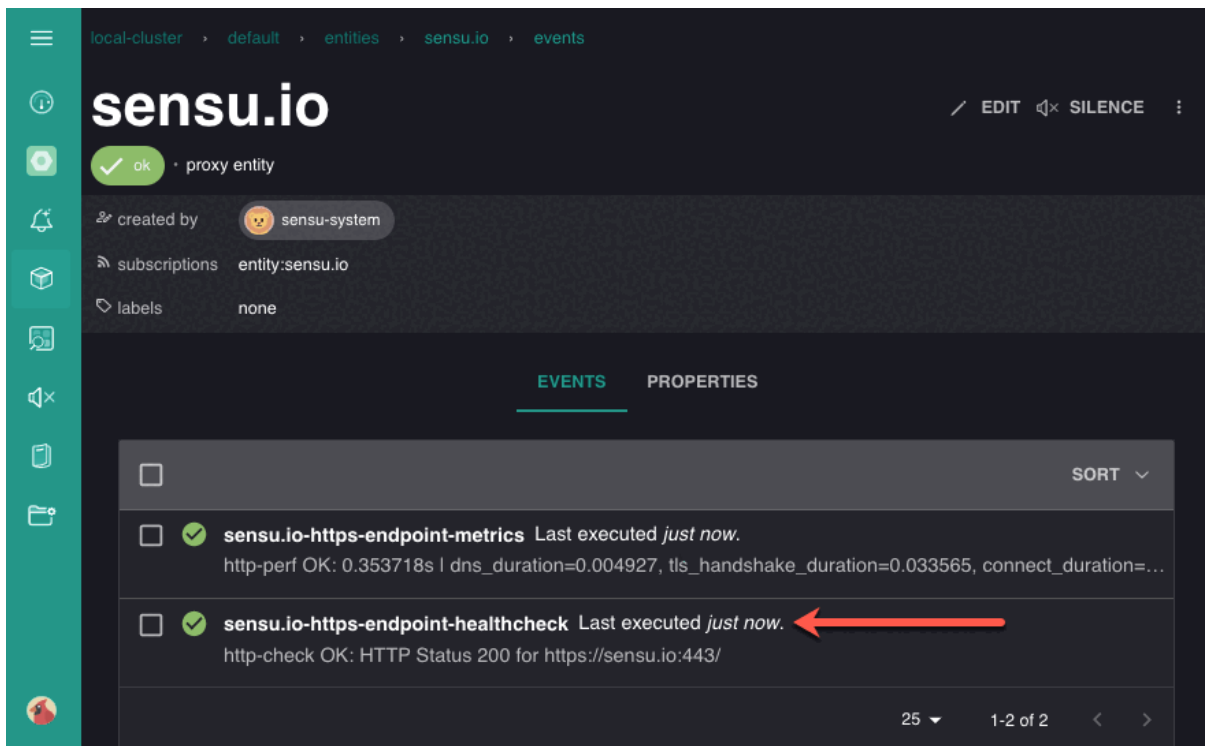 local-cluster › default › entities › sensu.io › events
sensu.io
EDIT SILENCE
ok · proxy entity
created by sensu-system
subscriptions entity:sensu.io
labels none
EVENTS PROPERTIES
SORT
sensu.io-https-endpoint-metrics Last executed just now.
http-perf OK: 0.353718s | dns_duration=0.004927, tls_handshake_duration=0.033565, connect_duration=…
sensu.io-https-endpoint-healthcheck Last executed just now.
http-check OK: HTTP Status 200 for https://sensu.io:443/
25 1-2 of 2